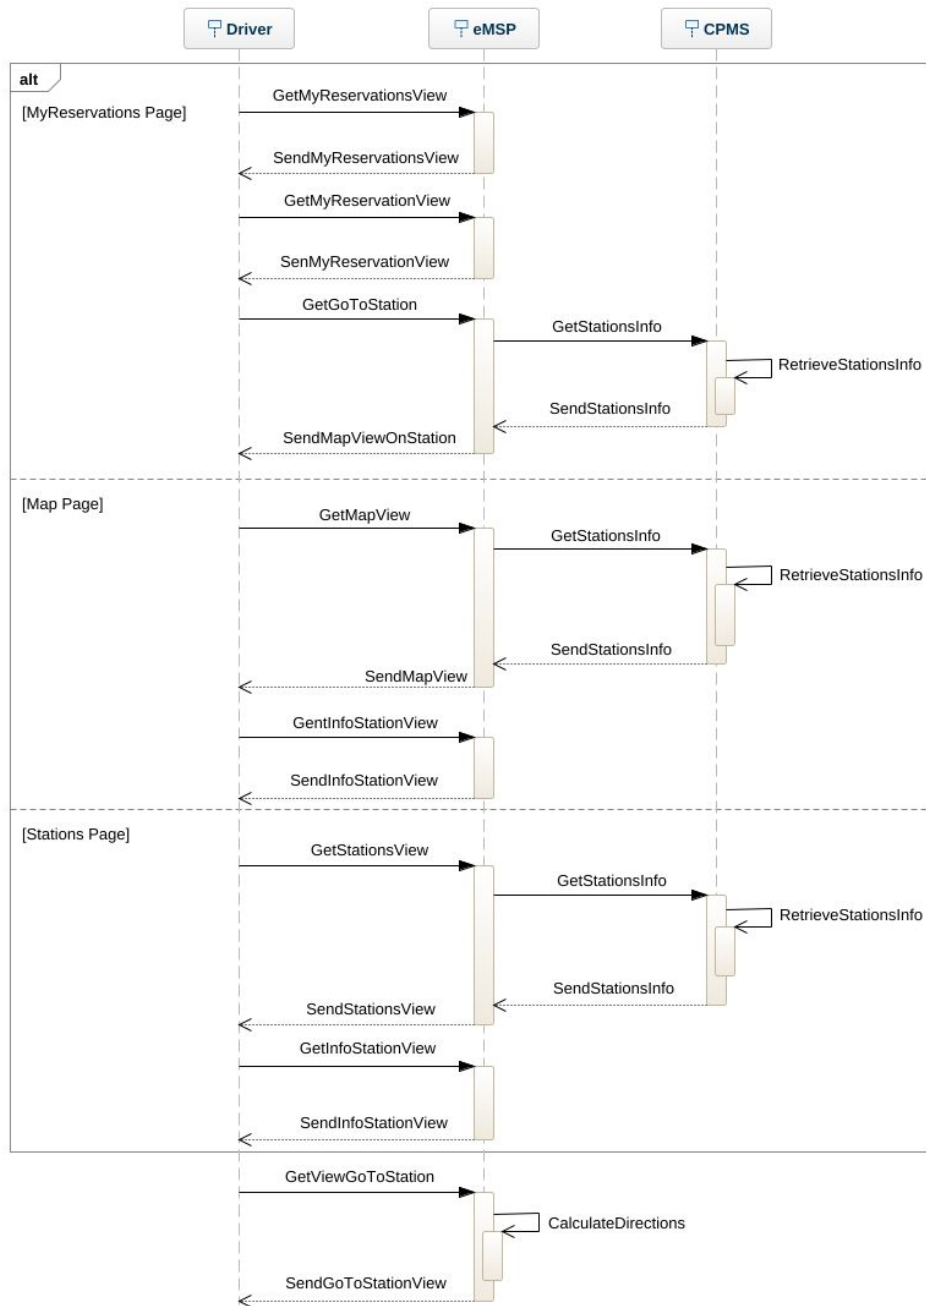 Driver
eMSP
CPMS
alt
[MyReservations Page]
GetMyReservationsView
SendMyReservationsView
GetMyReservationView
SenMyReservationView
GetGoToStation
GetStationsInfo
RetrieveStationsInfo
SendStationsInfo
SendMapViewOnStation
[Map Page]
GetMapView
GetStationsInfo
RetrieveStationsInfo
SendStationsInfo
SendMapView
GentInfoStationView
SendInfoStationView
[Stations Page]
GetStationsView
GetStationsInfo
RetrieveStationsInfo
SendStationsInfo
SendStationsView
GetInfoStationView
SendInfoStationView
GetViewGoToStation
CalculateDirections
SendGoToStationView